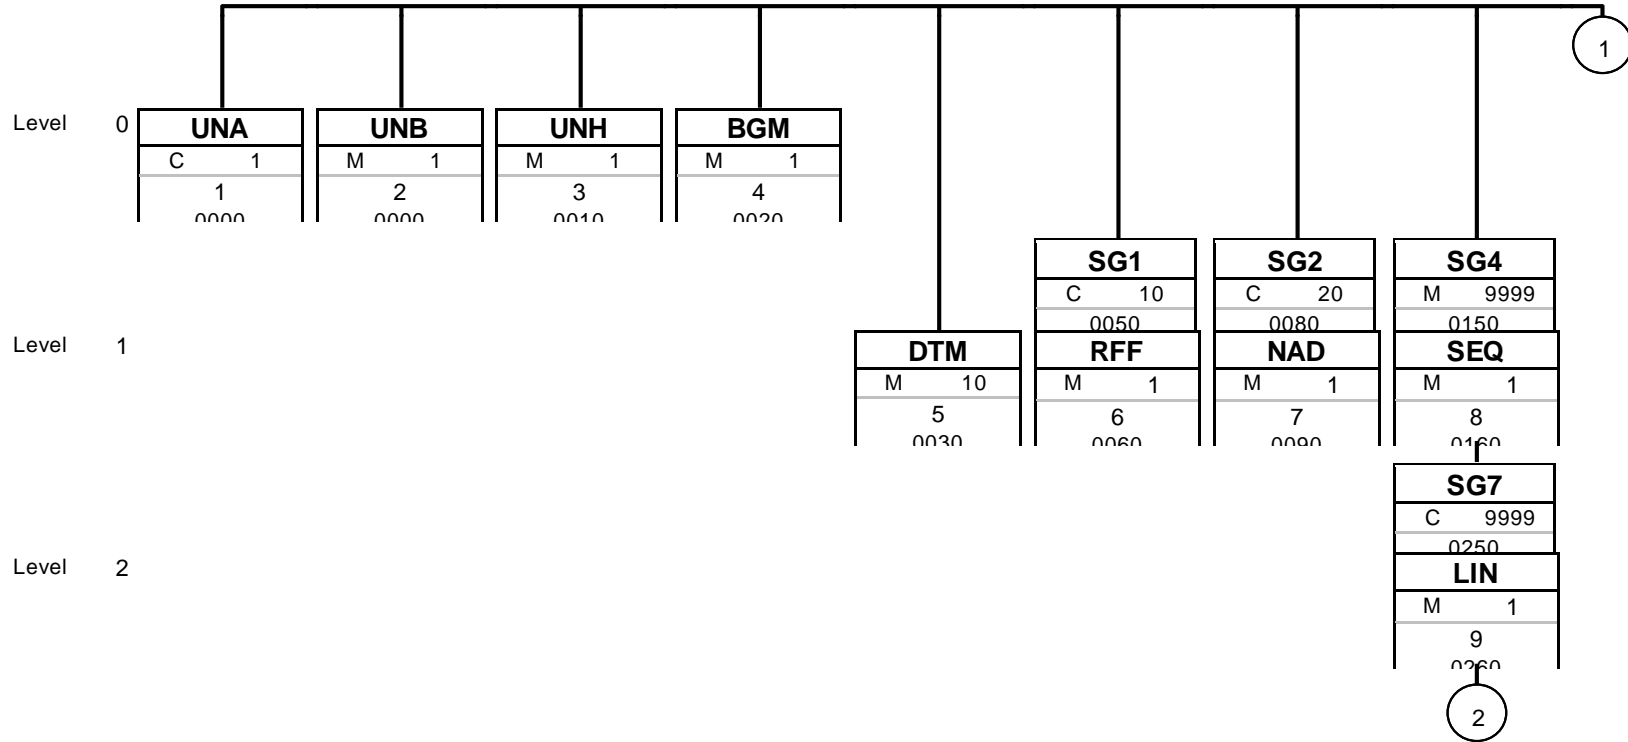 1
Level 0
UNA UNB UNH BGM
C 1 M 1 M 1 M 1
1 2 3 4
0000 0000 0010 0020
SG1 SG2 SG4
C 10 C 20 M 9999
0050 0080 0150
Level 1
DTM RFF NAD SEQ
M 10 M 1 M 1 M 1
5 6 7 8
0030 0060 0090 0160
SG7
C 9999
0250
Level 2
LIN
M 1
9
0260
2